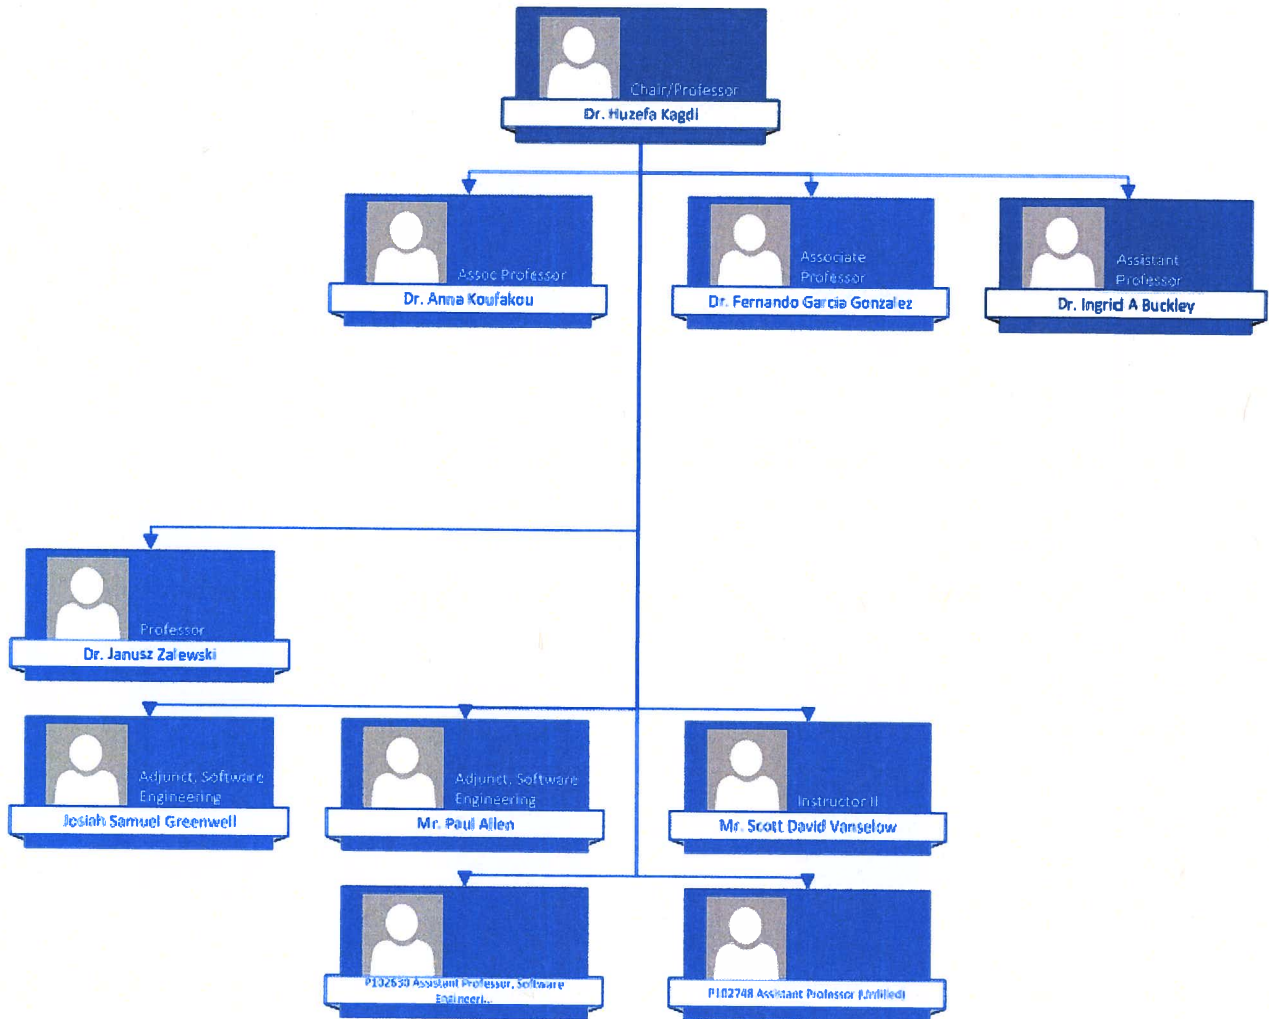 Chair/Professor
Dr. Huzefa Kagdi
Assoc Professor
Dr. Anna Koufakou
Associate
Professor
Dr. Fernando Garcia Gonzalez
Assistant
Professor
Dr. Ingrid A Buckley
Professor
Dr. Janusz Zalewski
Adjunct, Software
Engineering
Josiah Samuel Greenwell
Adjunct, Software
Engineering
Mr. Paul Allen
Instructor II
Mr. Scott David Vanselow
P102630 Assistant Professor, Software
Engineeri...
P102748 Assistant Professor (Unfilled)